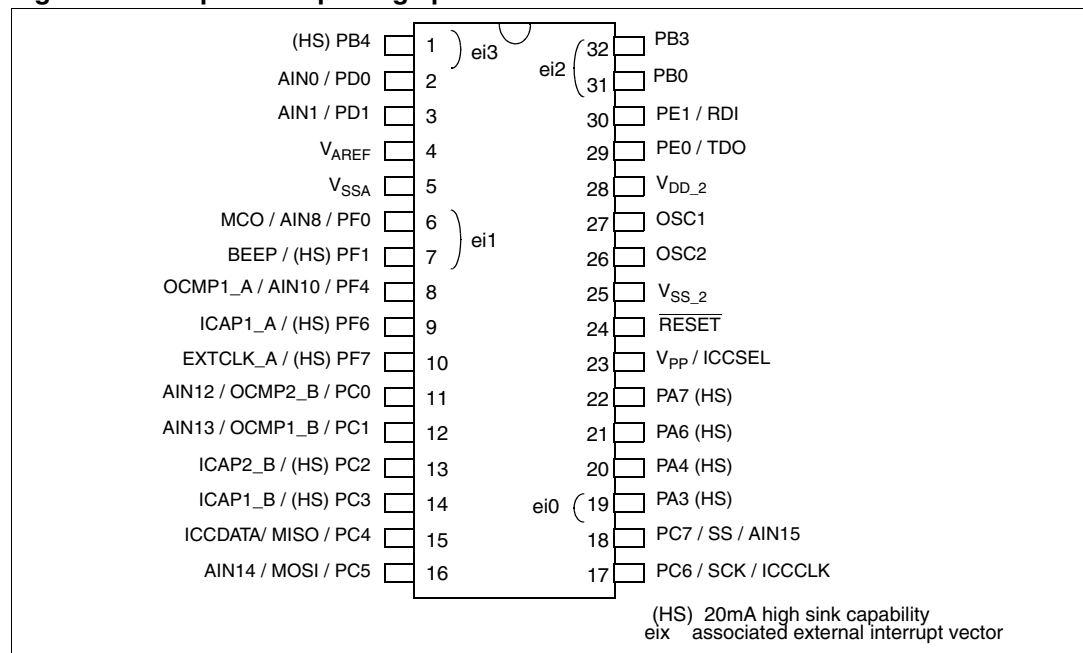 (HS) PB4 1 ei3 ei2 32 PB3
AIN0 / PD0 2 31 PB0
AIN1 / PD1 3 30 PE1 / RDI
VAREF 4 29 PE0 / TDO
VSSA 5 28 VDD_2
MCO / AIN8 / PF0 6 ei1 27 OSC1
BEEP / (HS) PF1 7 26 OSC2
OCMP1_A / AIN10 / PF4 8 25 VSS_2
ICAP1_A / (HS) PF6 9 24 RESET
EXTCLK_A / (HS) PF7 10 23 VPP / ICCSEL
AIN12 / OCMP2_B / PC0 11 22 PA7 (HS)
AIN13 / OCMP1_B / PC1 12 21 PA6 (HS)
ICAP2_B / (HS) PC2 13 20 PA4 (HS)
ICAP1_B / (HS) PC3 14 ei0 19 PA3 (HS)
ICCDATA/ MISO / PC4 15 18 PC7 / SS / AIN15
AIN14 / MOSI / PC5 16 17 PC6 / SCK / ICCCLK
(HS) 20mA high sink capability
eix associated external interrupt vector